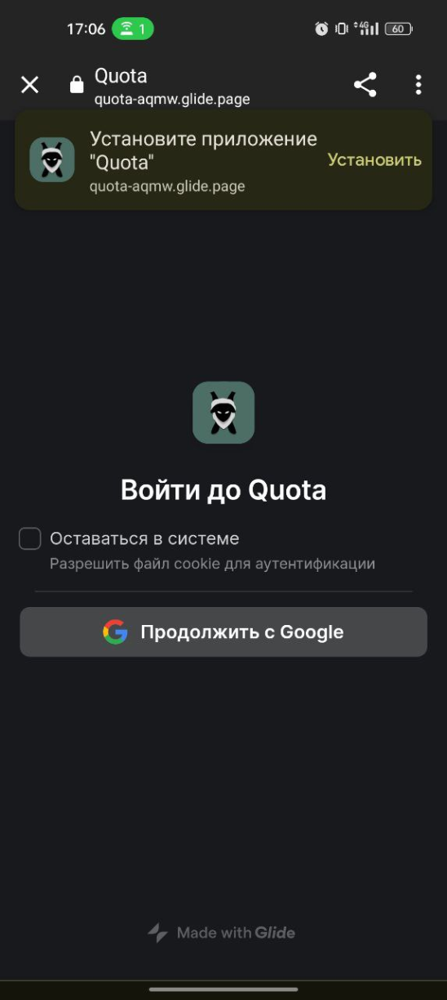 17:06 1 4G 60
Quota
quota-aqmw.glide.page
Установите приложение
"Quota"
Установить
quota-aqmw.glide.page
Войти до Quota
Оставаться в системе
Разрешить файл cookie для аутентификации
Продолжить с Google
Made with Glide